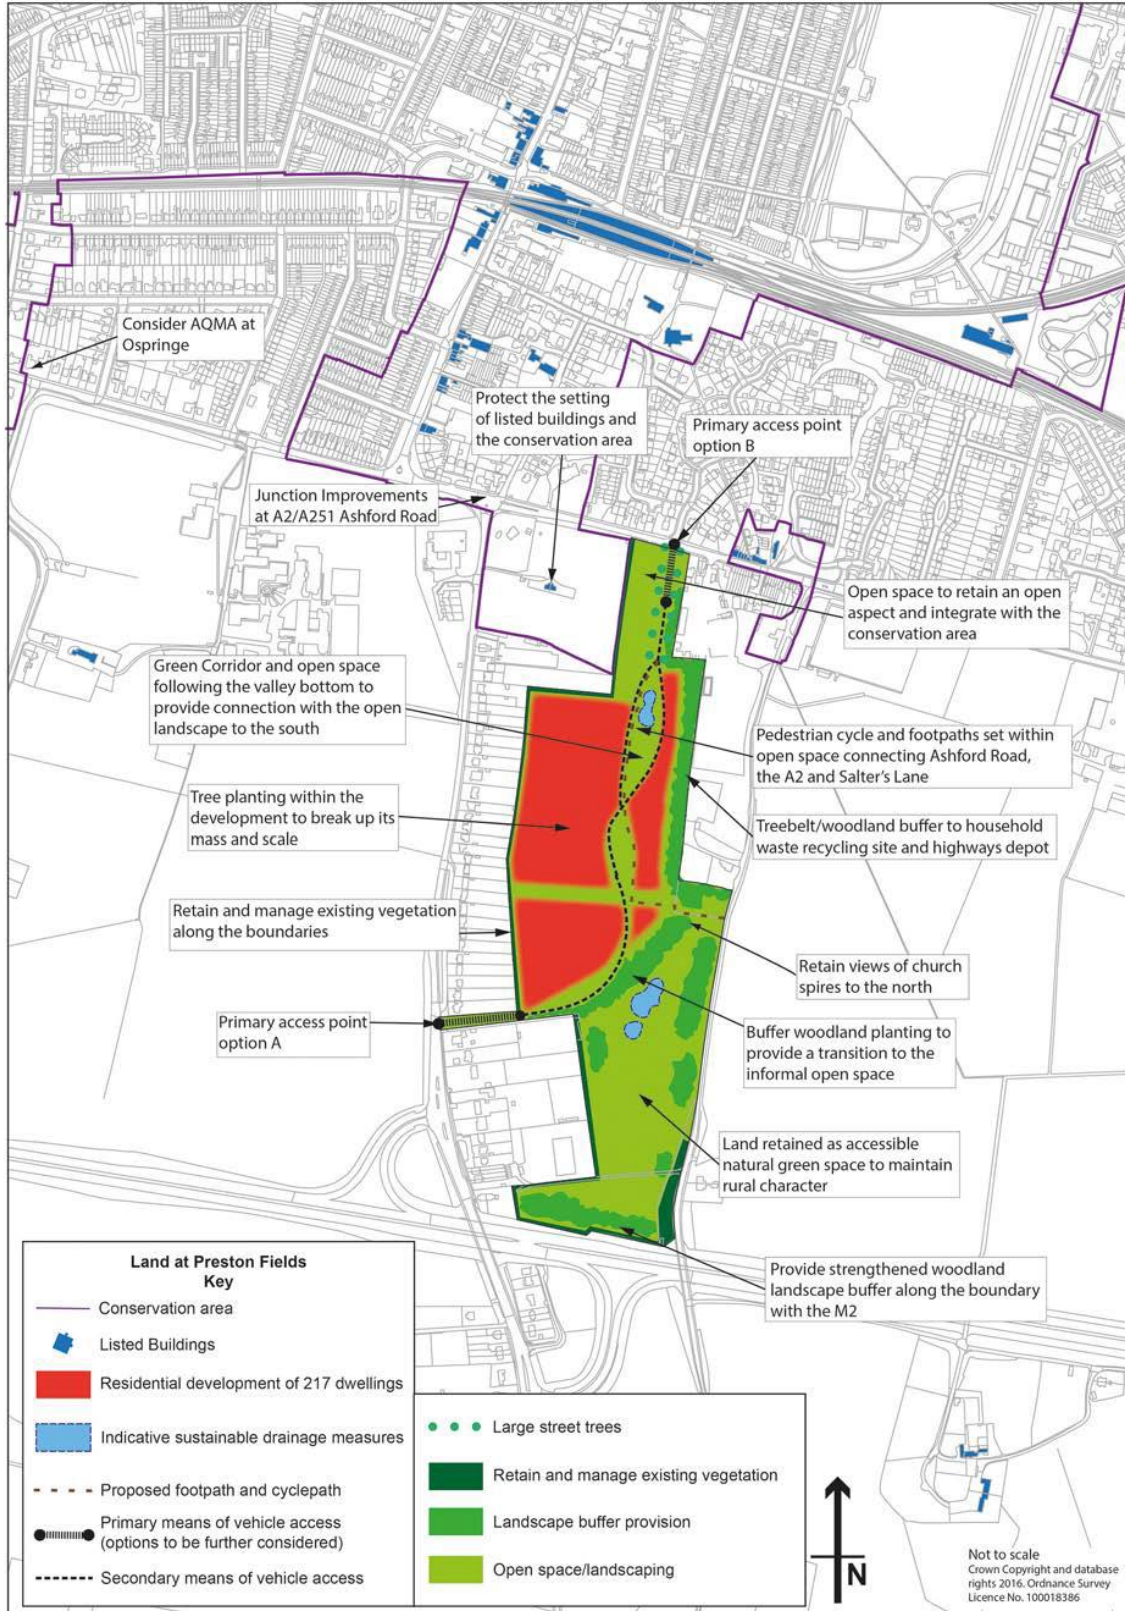 Consider AQMA at
Ospringe
Protect the setting
of listed buildings and
the conservation area
Primary access point
option B
Junction Improvements
at A2/A251 Ashford Road
Open space to retain an open
aspect and integrate with the
conservation area
Green Corridor and open space
following the valley bottom to
provide connection with the open
landscape to the south
Pedestrian cycle and footpaths set within
open space connecting Ashford Road,
the A2 and Salter's Lane
Tree planting within the
development to break up its
mass and scale
Treebelt/woodland buffer to household
waste recycling site and highways depot
Retain and manage existing vegetation
along the boundaries
Retain views of church
spires to the north
Primary access point
option A
Buffer woodland planting to
provide a transition to the
informal open space
Land retained as accessible
natural green space to maintain
rural character
Provide strengthened woodland
landscape buffer along the boundary
with the M2
Land at Preston Fields
Key
Conservation area
Listed Buildings
Residential development of 217 dwellings
Indicative sustainable drainage measures
Proposed footpath and cyclepath
Primary means of vehicle access
(options to be further considered)
Secondary means of vehicle access
Large street trees
Retain and manage existing vegetation
Landscape buffer provision
Open space/landscaping
N
Not to scale
Crown Copyright and database
rights 2016. Ordnance Survey
Licence No. 100018386